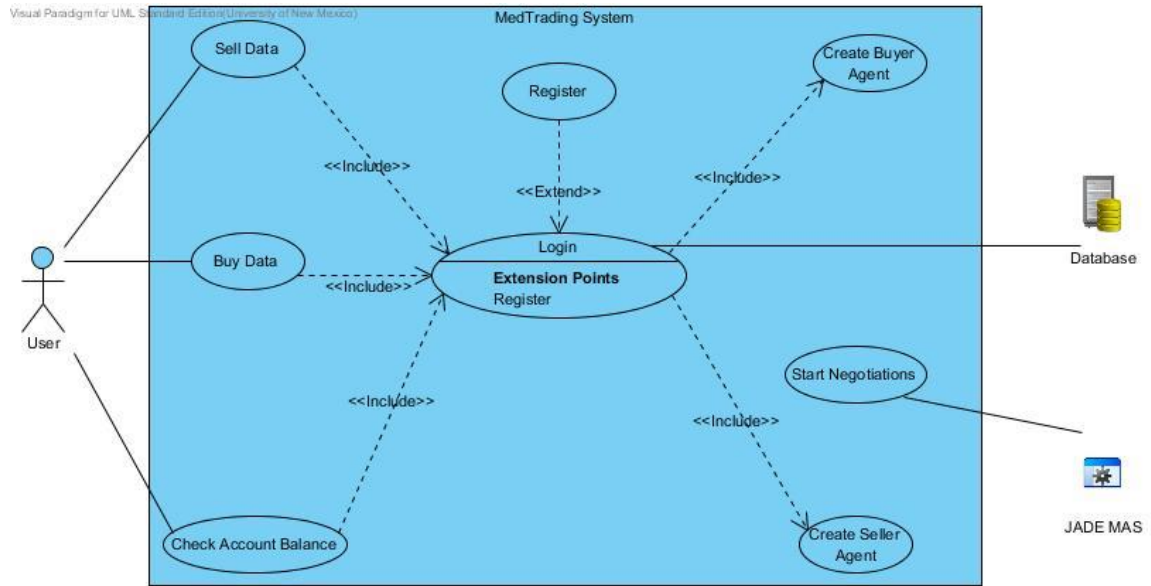 Visual Paradigm for UML Standard Edition(University of New Mexico)
MedTrading System
Sell Data
Create Buyer
Agent
Register
<<Include>>
<<Include>>
<<Extend>>
Login
Database
Buy Data
Extension Points
<<Include>>
Register
User
Start Negotiations
<<Include>>
<<Include>>
JADE MAS
Check Account Balance
Create Seller
Agent